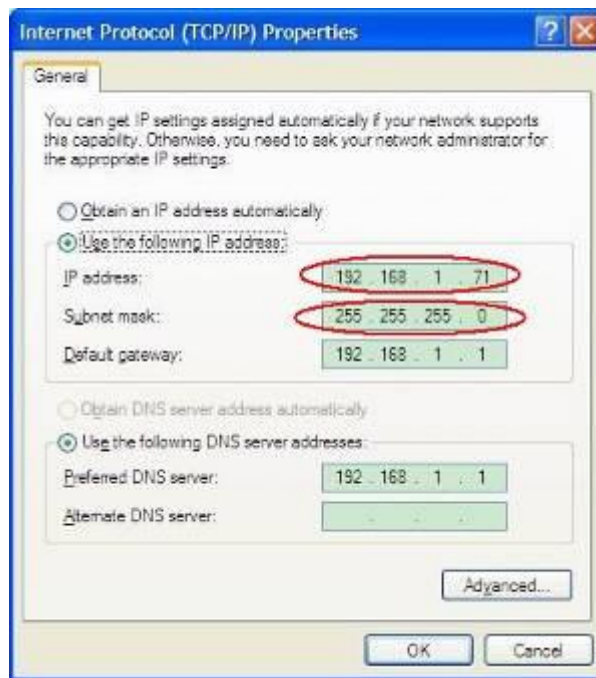 Internet Protocol (TCP/IP) Properties
General
You can get IP settings assigned automatically if your network supports
this capability. Otherwise, you need to ask your network administrator for
the appropriate IP settings.
Obtain an IP address automatically
Use the following IP address:
IP address: 192 . 168 . 1 . 71
Subnet mask: 255 . 255 . 255 . 0
Default gateway: 192 . 168 . 1 . 1
Obtain DNS server address automatically
Use the following DNS server addresses:
Preferred DNS server: 192 . 168 . 1 . 1
Alternate DNS server: . . .
Advanced...
OK Cancel